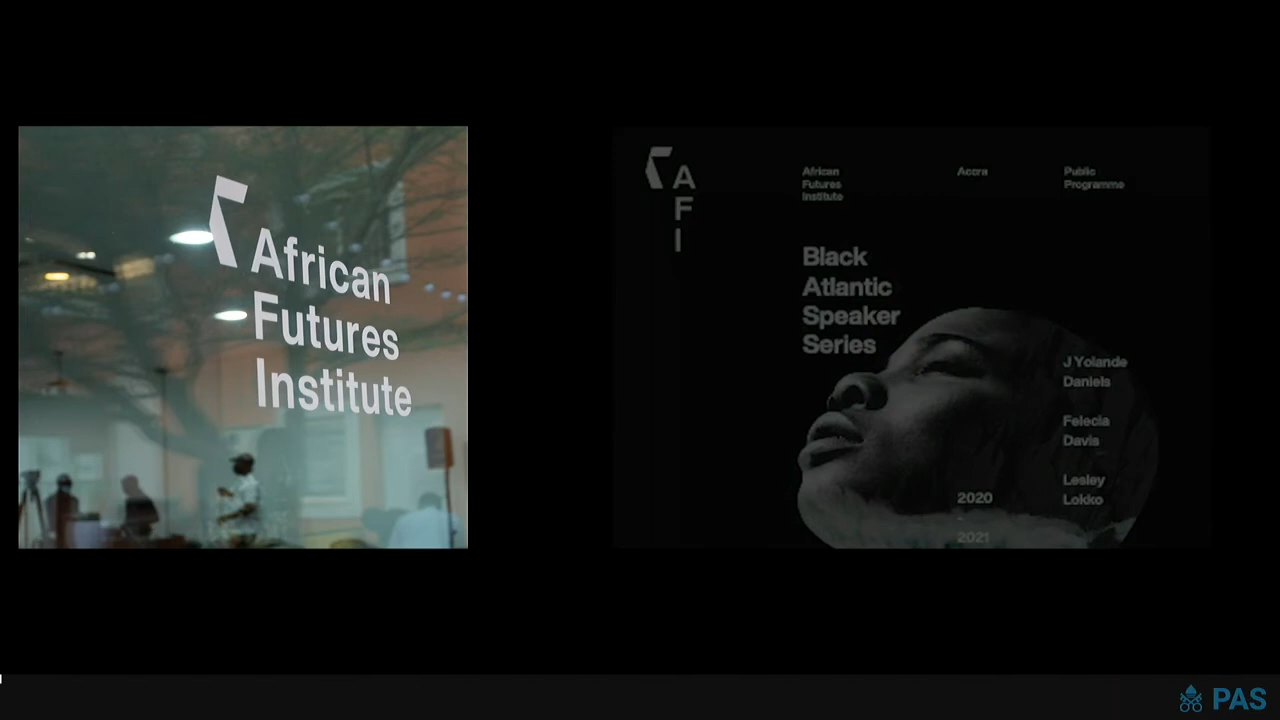 African
Futures
Institute
A
F
I
African
Futures
Institute
Accra
Public
Programme
Black
Atlantic
Speaker
Series
J Yolande
Daniels
Felecia
Davis
Lesley
Lokko
2020
-
2021
PAS